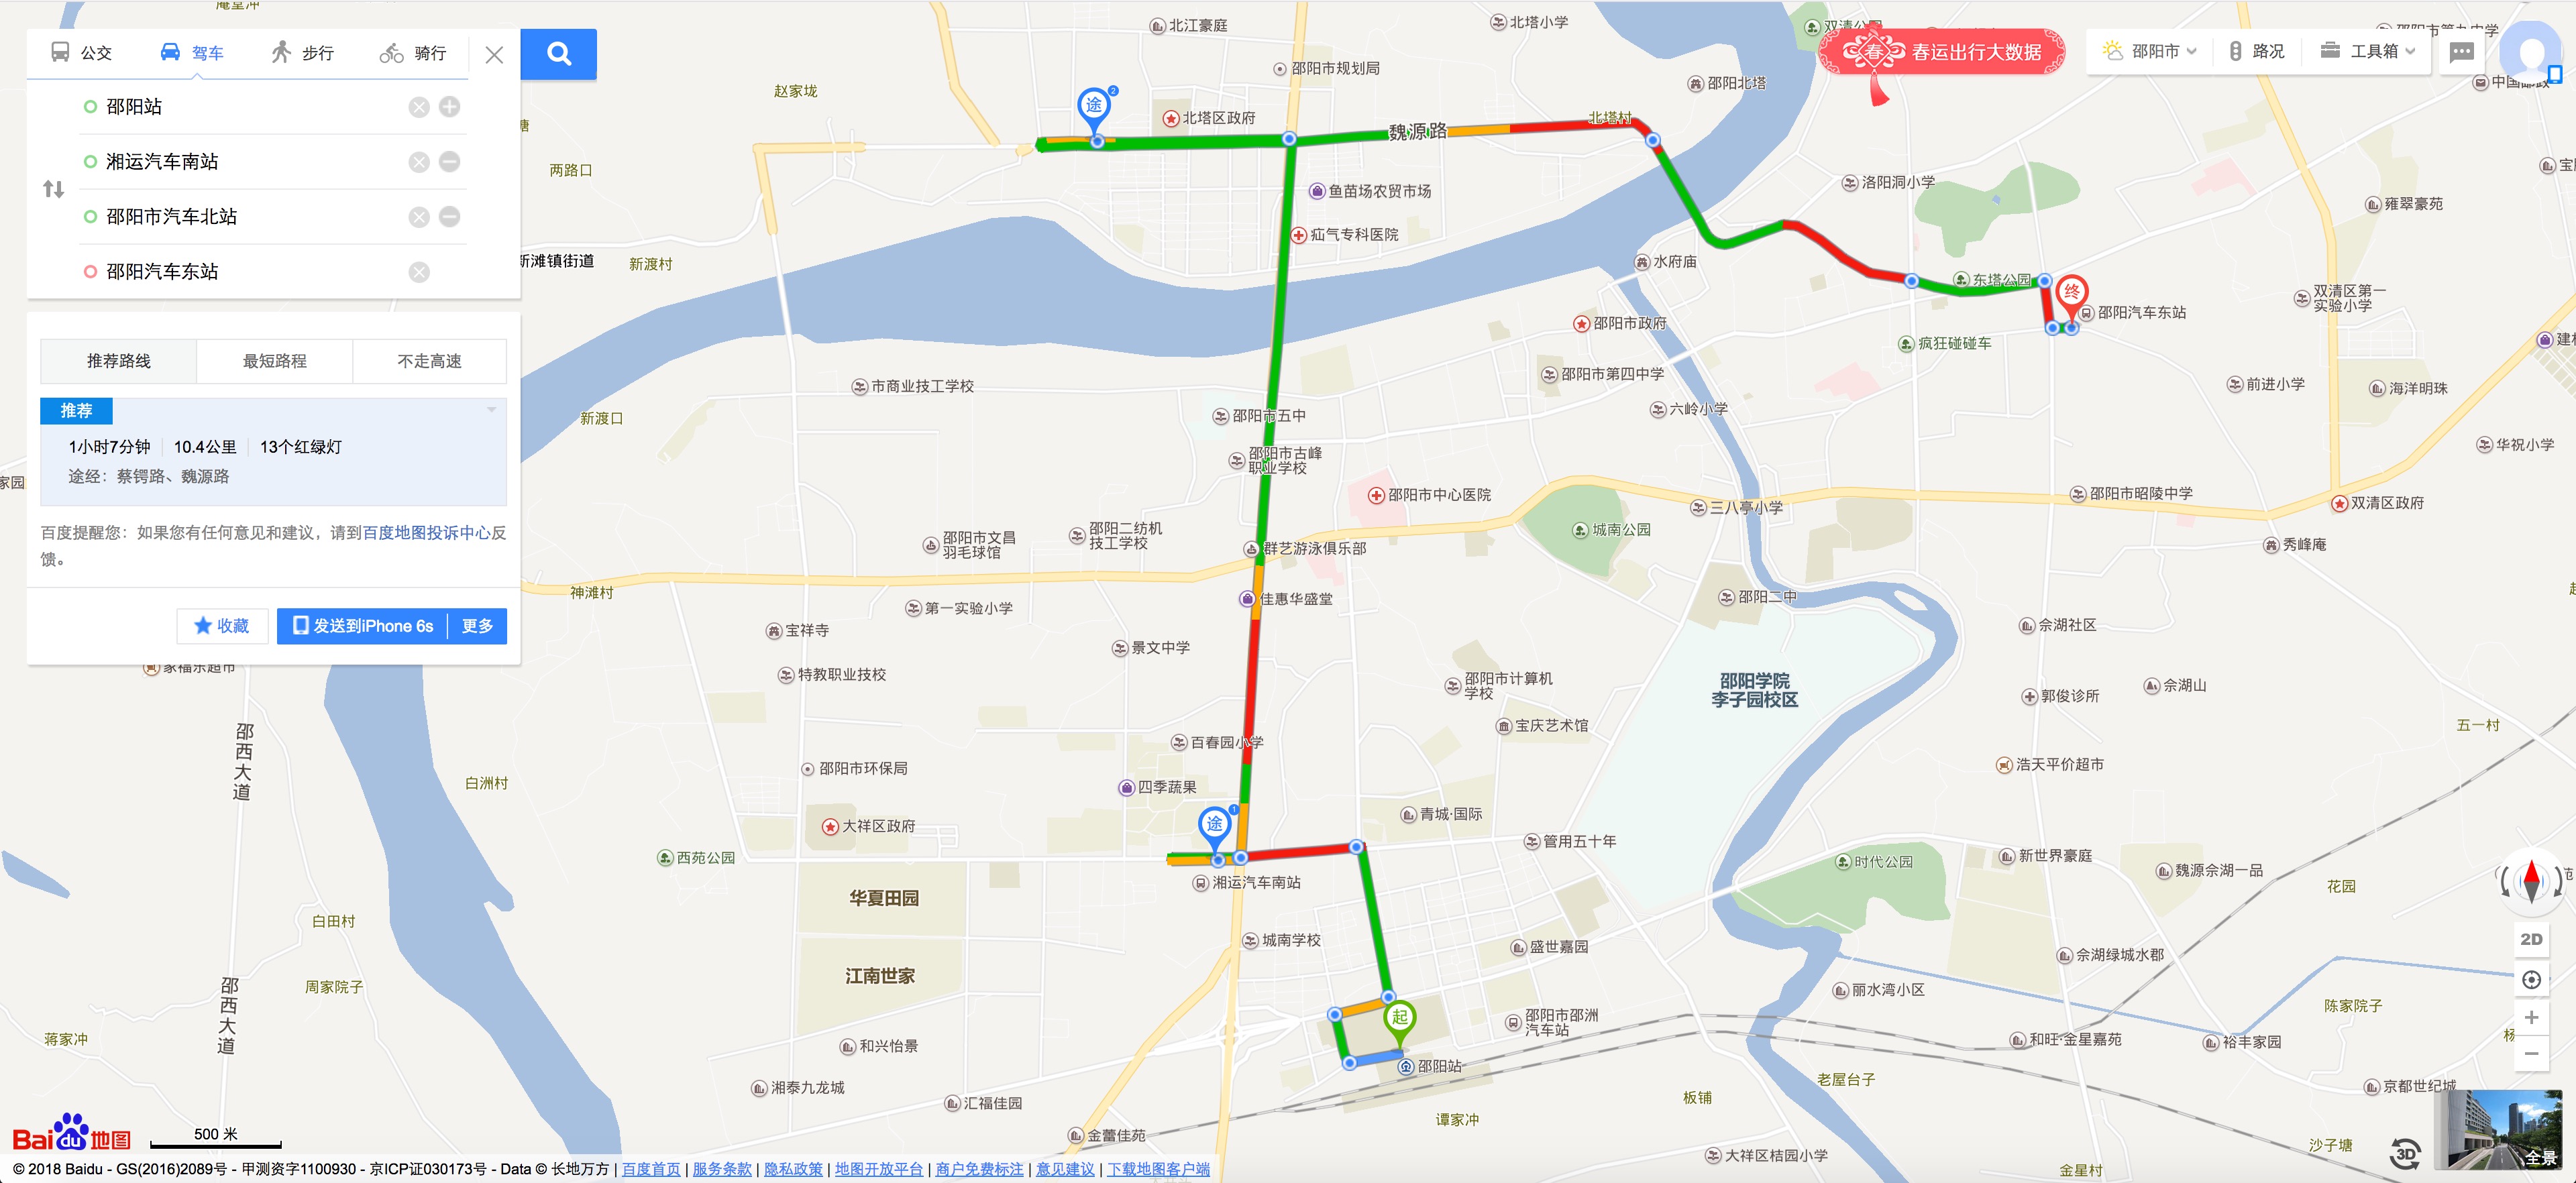 公交
驾车
步行
骑行
邵阳站
湘运汽车南站
邵阳市汽车北站
邵阳汽车东站
推荐路线
最短路程
不走高速
推荐
1小时7分钟 10.4公里 13个红绿灯
途经：蔡锷路、魏源路
百度提醒您：如果您有任何意见和建议，请到百度地图投诉中心反
馈。
收藏
发送到iPhone 6s
更多
春
春运出行大数据
邵阳市
路况
工具箱
北江豪庭
北塔小学
双清公园
邵阳市规划局
赵家垅
途
2
北塔区政府
邵阳北塔
北塔村
魏源路
塘
两路口
鱼苗场农贸市场
洛阳洞小学
雍翠豪苑
疝气专科医院
新滩镇街道
新渡村
水府庙
东塔公园
终
双清区第一
实验小学
邵阳汽车东站
邵阳市政府
疯狂碰碰车
市商业技工学校
邵阳市第四中学
前进小学
海洋明珠
新渡口
邵阳市五中
六岭小学
华祝小学
邵阳市古峰
职业学校
家园
邵阳市中心医院
邵阳市昭陵中学
双清区政府
三八亭小学
城南公园
邵阳市文昌
羽毛球馆
邵阳二纺机
技工学校
群艺游泳俱乐部
秀峰庵
神滩村
第一实验小学
佳惠华盛堂
邵阳二中
宝祥寺
佘湖社区
景文中学
家福乐超市
特教职业技校
邵阳市计算机
学校
邵阳学院
李子园校区
郭俊诊所
佘湖山
宝庆艺术馆
五一村
邵西大道
百春园小学
邵阳市环保局
浩天平价超市
白洲村
四季蔬果
青城·国际
途
1
大祥区政府
管用五十年
西苑公园
时代公园
新世界豪庭
魏源佘湖一品
湘运汽车南站
花园
华夏田园
白田村
城南学校
盛世嘉园
佘湖绿城水郡
2D
江南世家
周家院子
丽水湾小区
陈家院子
邵西大道
起
邵阳市邵洲
汽车站
蒋家冲
和兴怡景
和旺·金星嘉苑
裕丰家园
杨
邵阳站
湘泰九龙城
老屋台子
京都世纪城
汇福佳园
板铺
谭家冲
金蕾佳苑
沙子塘
大祥区桔园小学
金星村
3D
全景
Bai du 地图
500 米
© 2018 Baidu - GS(2016)2089号 - 甲测资字1100930 - 京ICP证030173号 - Data © 长地万方 | 百度首页 | 服务条款 | 隐私政策 | 地图开放平台 | 商户免费标注 | 意见建议 | 下载地图客户端